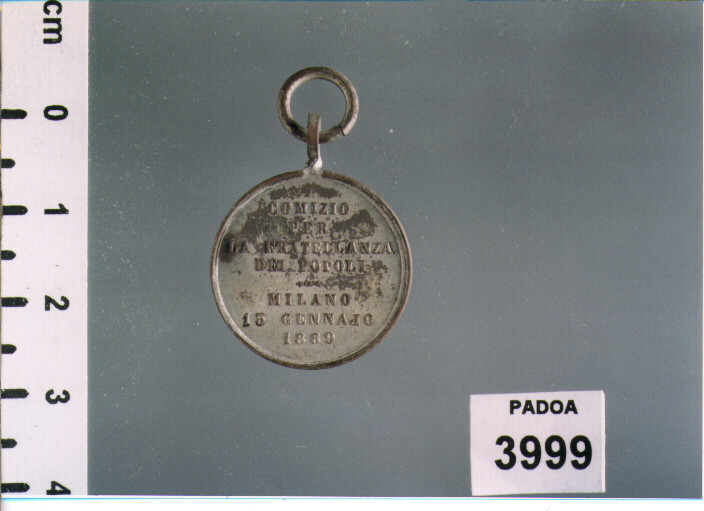 cm
0
1
2
3
4
COMIZIO
PER
LA FRATELLANZA
DEI POPOLI
MILANO
13 GENNAJO
1889
PADOA
3999